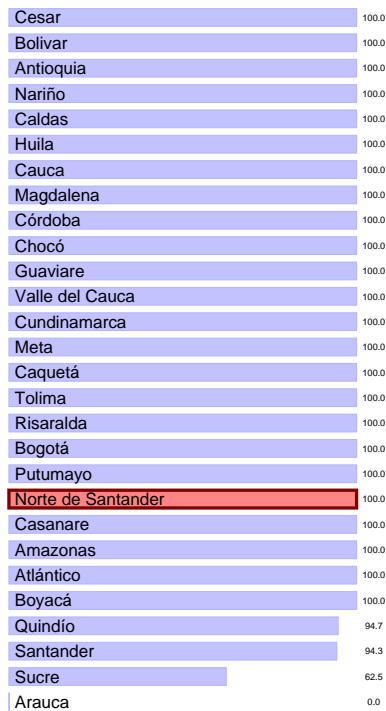 Cesar 100.0
Bolivar 100.0
Antioquia 100.0
Nariño 100.0
Caldas 100.0
Huila 100.0
Cauca 100.0
Magdalena 100.0
Córdoba 100.0
Chocó 100.0
Guaviare 100.0
Valle del Cauca 100.0
Cundinamarca 100.0
Meta 100.0
Caquetá 100.0
Tolima 100.0
Risaralda 100.0
Bogotá 100.0
Putumayo 100.0
Norte de Santander 100.0
Casanare 100.0
Amazonas 100.0
Atlántico 100.0
Boyacá 100.0
Quindío 94.7
Santander 94.3
Sucre 62.5
Arauca 0.0